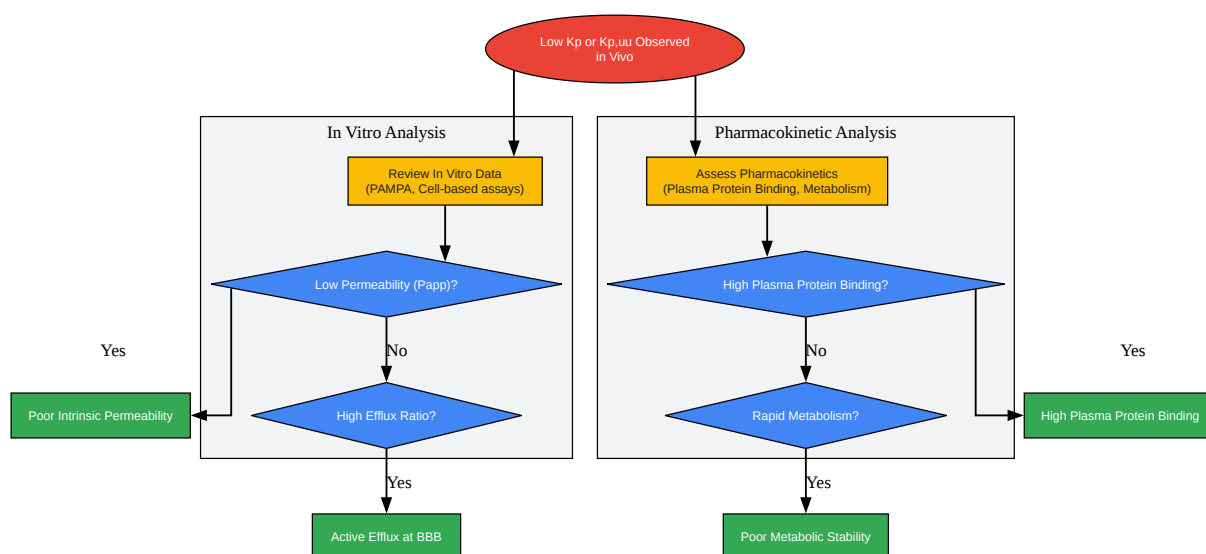 Low Kp or Kp,uu Observed
in Vivo
In Vitro Analysis
Pharmacokinetic Analysis
Review In Vitro Data
(PAMPA, Cell-based assays)
Assess Pharmacokinetics
(Plasma Protein Binding, Metabolism)
Low Permeability (Papp)?
High Plasma Protein Binding?
Yes
No
No
Yes
Poor Intrinsic Permeability
High Efflux Ratio?
Rapid Metabolism?
High Plasma Protein Binding
Yes
Yes
Active Efflux at BBB
Poor Metabolic Stability